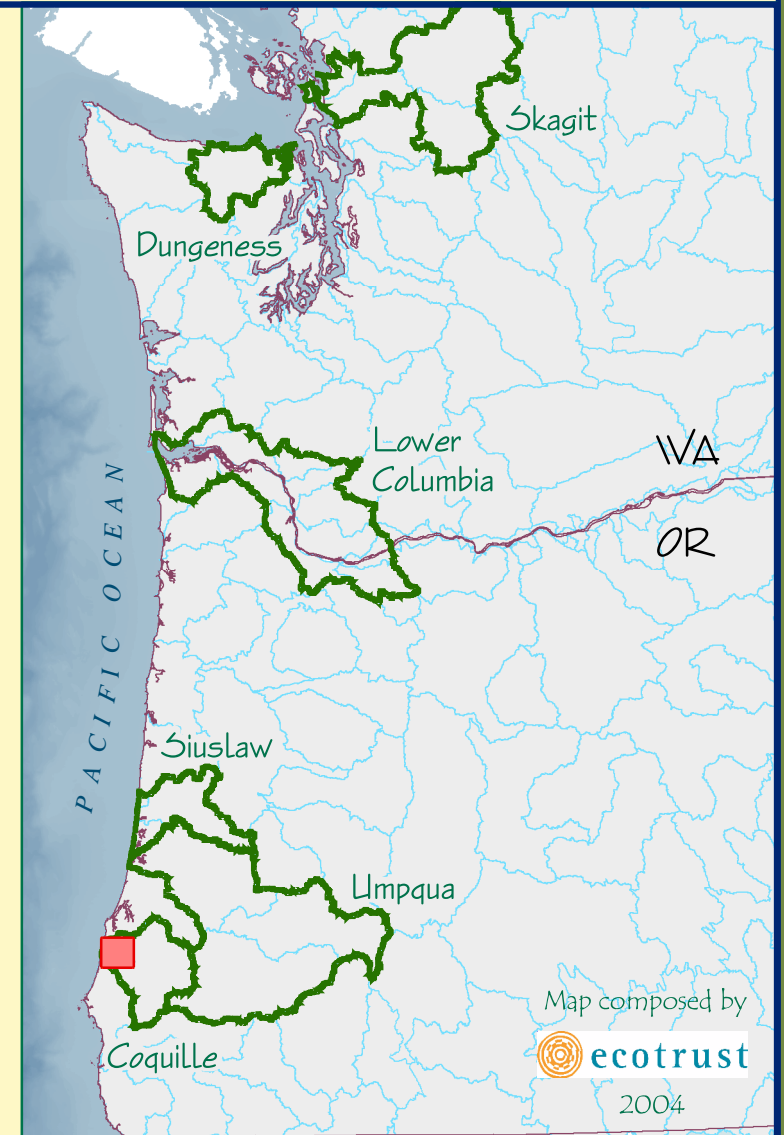 Skagit
Dungeness
Lower
Columbia
WA
OR
PACIFIC OCEAN
Siuslaw
Umpqua
Coquille
Map composed by
ecotrust
2004